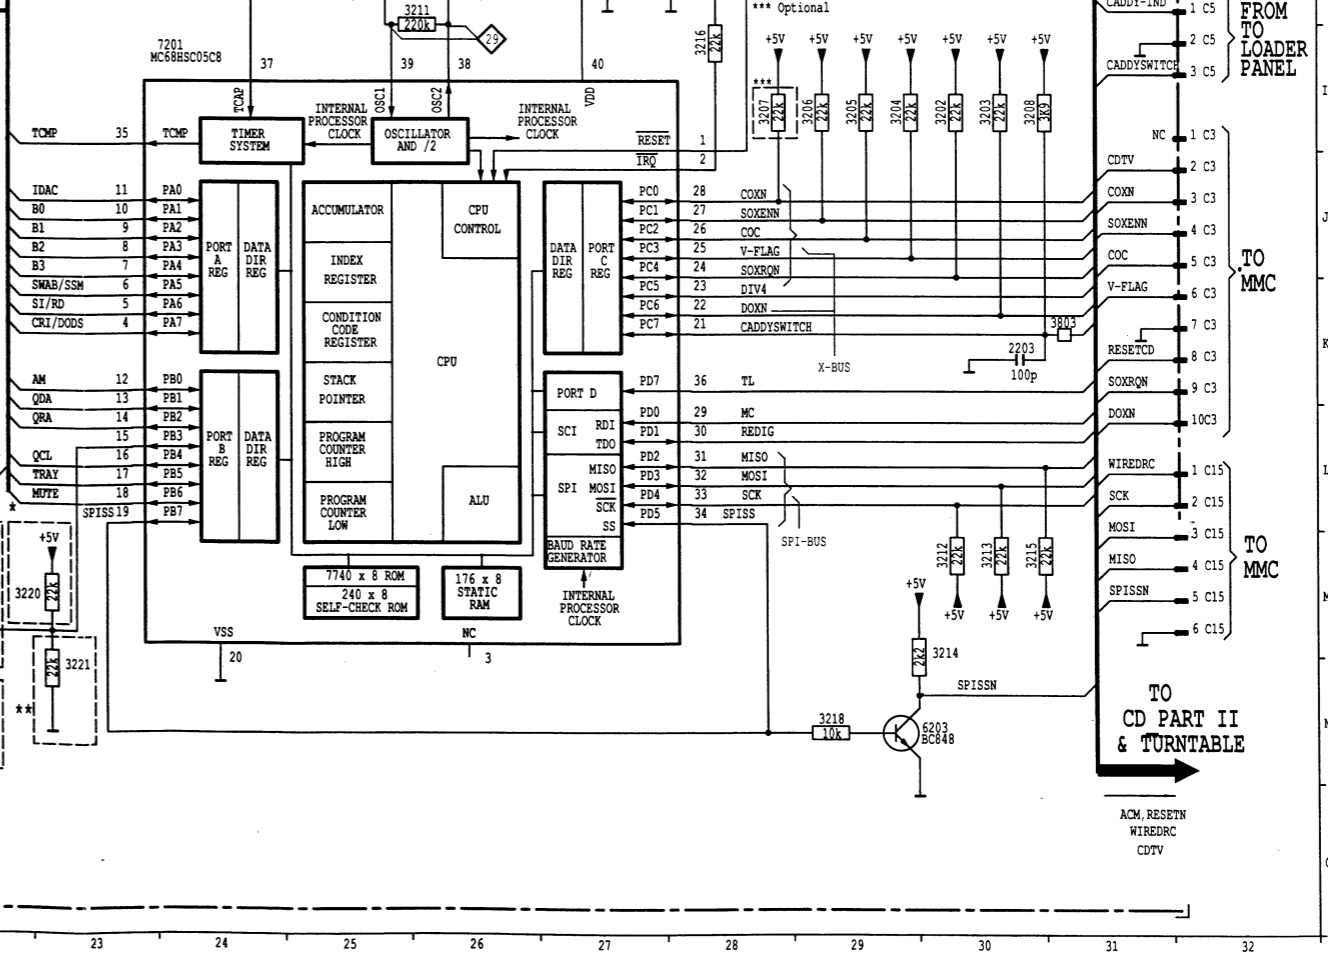 *** Optional
3211
220k
29
3216
22k
7201
MC68HSC05C8
37
39
38
40
TCAP
OSC1
OSC2
VDD
INTERNAL
PROCESSOR
CLOCK
INTERNAL
PROCESSOR
CLOCK
TCMP 35 TCMP
TIMER
SYSTEM
OSCILLATOR
AND /2
RESET 1
IRQ 2
IDAC 11 PA0
B0 10 PA1
B1 9 PA2
B2 8 PA3
B3 7 PA4
SWAB/SSM 6 PA5
SI/RD 5 PA6
CRI/DODS 4 PA7
PORT
A
REG
DATA
DIR
REG
AM 12 PB0
QDA 13 PB1
QRA 14 PB2
15 PB3
QCL 16 PB4
TRAY 17 PB5
MUTE 18 PB6
SPISS 19 PB7
PORT
B
REG
DATA
DIR
REG
ACCUMULATOR
INDEX
REGISTER
CONDITION
CODE
REGISTER
STACK
POINTER
PROGRAM
COUNTER
HIGH
PROGRAM
COUNTER
LOW
CPU
CONTROL
CPU
ALU
7740 x 8 ROM
240 x 8
SELF-CHECK ROM
176 x 8
STATIC
RAM
DATA
DIR
REG
PORT
C
REG
PORT D
SCI
RDI
TDO
SPI
MISO
MOSI
SCK
SS
BAUD RATE
GENERATOR
INTERNAL
PROCESSOR
CLOCK
VSS
20
NC
3
PC0 28 COXN
PC1 27 SOXENN
PC2 26 COC
PC3 25 V-FLAG
PC4 24 SOXRQN
PC5 23 DIV4
PC6 22 DOXN
PC7 21 CADDYSWITCH
X-BUS
PD7 36 TL
PD0 29 MC
PD1 30 REDIG
PD2 31 MISO
PD3 32 MOSI
PD4 33 SCK
PD5 34 SPISS
SPI-BUS
+5V +5V +5V +5V +5V +5V +5V
***
3207 22k
3206 22k
3205 22k
3204 22k
3202 22k
3203 22k
3208 3K9
3803
2203
100p
3212 22k
3213 22k
3215 22k
+5V +5V +5V
+5V
2k2 3214
SPISSN
3218
10k
6203
BC848
*
+5V
3220 22k
22k 3221
**
CADDY-IND 1 C5
2 C5
CADDYSWITCH 3 C5
FROM
TO
LOADER
PANEL
NC 1 C3
CDTV 2 C3
COXN 3 C3
SOXENN 4 C3
COC 5 C3
V-FLAG 6 C3
7 C3
RESETCD 8 C3
SOXRQN 9 C3
DOXN 10C3
TO
MMC
WIREDRC 1 C15
SCK 2 C15
MOSI 3 C15
MISO 4 C15
SPISSN 5 C15
6 C15
TO
MMC
TO
CD PART II
& TURNTABLE
ACM,RESETN
WIREDRC
CDTV
I
J
K
L
23 24 25 26 27 28 29 30 31 32